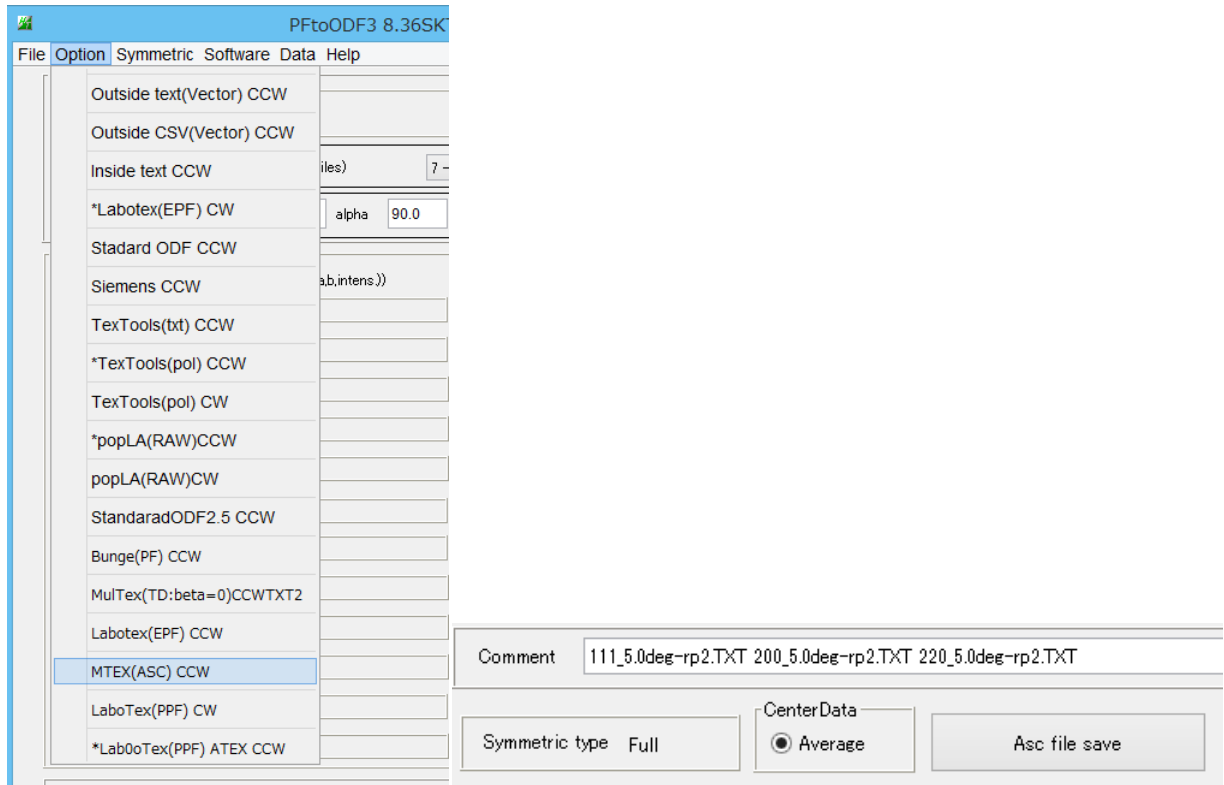 PFtoODF3 8.36SKT
File Option Symmetric Software Data Help
Outside text(Vector) CCW
Outside CSV(Vector) CCW
Inside text CCW
iles)
7 -
*Labotex(EPF) CW
alpha 90.0
Stadard ODF CCW
Siemens CCW
a,b,intens.))
TexTools(txt) CCW
*TexTools(pol) CCW
TexTools(pol) CW
*popLA(RAW)CCW
popLA(RAW)CW
StandaradODF2.5 CCW
Bunge(PF) CCW
MulTex(TD:beta=0)CCWTXT2
Labotex(EPF) CCW
MTEX(ASC) CCW
LaboTex(PPF) CW
*Lab0oTex(PPF) ATEX CCW
Comment 111_5.0deg-rp2.TXT 200_5.0deg-rp2.TXT 220_5.0deg-rp2.TXT
Symmetric type Full
CenterData
Average
Asc file save